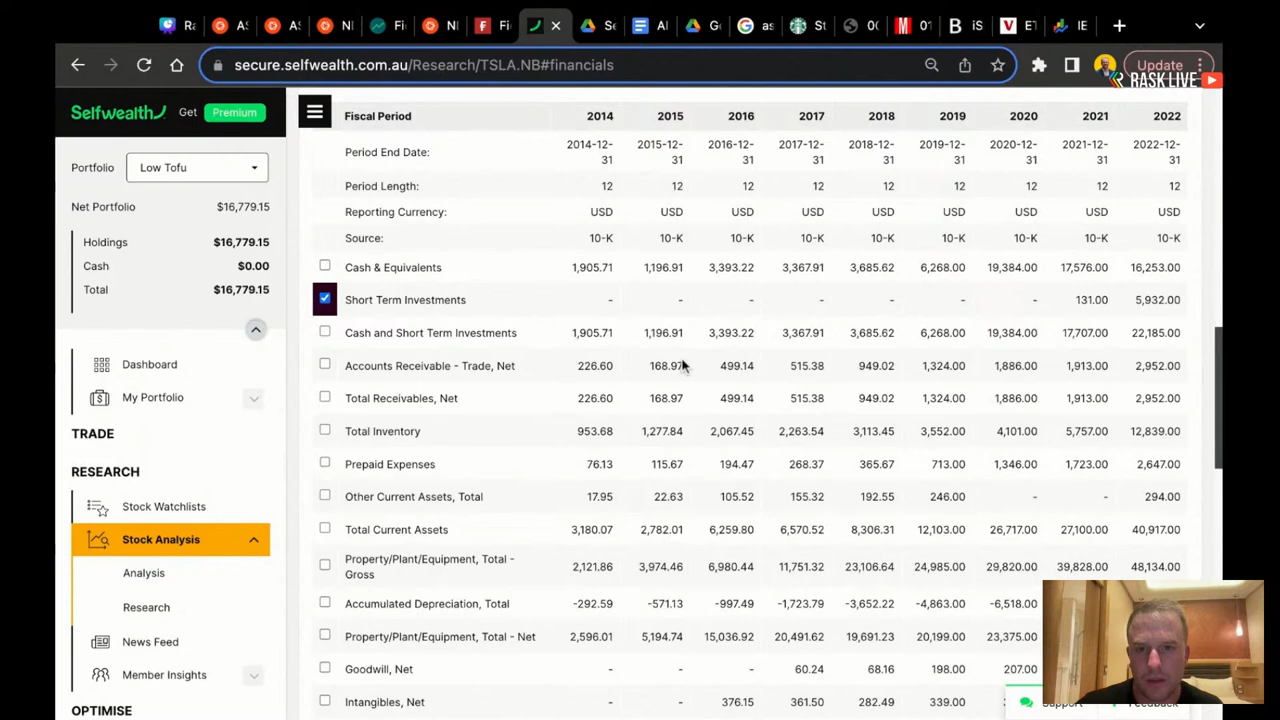 Ra AS AS NI Fi NI Fi Se Al Ge as St 00 01 B ET IE
secure.selfwealth.com.au/Research/TSLA.NB#financials
Update
RASK LIVE
Selfwealth Get Premium
Portfolio Low Tofu
Net Portfolio $16,779.15
Holdings $16,779.15
Cash $0.00
Total $16,779.15
Dashboard
My Portfolio
TRADE
RESEARCH
Stock Watchlists
Stock Analysis
Analysis
Research
News Feed
Member Insights
OPTIMISE
Fiscal Period 2014 2015 2016 2017 2018 2019 2020 2021 2022
Period End Date: 2014-12-31 2015-12-31 2016-12-31 2017-12-31 2018-12-31 2019-12-31 2020-12-31 2021-12-31 2022-12-31
Period Length: 12 12 12 12 12 12 12 12 12
Reporting Currency: USD USD USD USD USD USD USD USD USD
Source: 10-K 10-K 10-K 10-K 10-K 10-K 10-K 10-K 10-K
Cash & Equivalents 1,905.71 1,196.91 3,393.22 3,367.91 3,685.62 6,268.00 19,384.00 17,576.00 16,253.00
Short Term Investments - - - - - - - 131.00 5,932.00
Cash and Short Term Investments 1,905.71 1,196.91 3,393.22 3,367.91 3,685.62 6,268.00 19,384.00 17,707.00 22,185.00
Accounts Receivable - Trade, Net 226.60 168.97 499.14 515.38 949.02 1,324.00 1,886.00 1,913.00 2,952.00
Total Receivables, Net 226.60 168.97 499.14 515.38 949.02 1,324.00 1,886.00 1,913.00 2,952.00
Total Inventory 953.68 1,277.84 2,067.45 2,263.54 3,113.45 3,552.00 4,101.00 5,757.00 12,839.00
Prepaid Expenses 76.13 115.67 194.47 268.37 365.67 713.00 1,346.00 1,723.00 2,647.00
Other Current Assets, Total 17.95 22.63 105.52 155.32 192.55 246.00 - - 294.00
Total Current Assets 3,180.07 2,782.01 6,259.80 6,570.52 8,306.31 12,103.00 26,717.00 27,100.00 40,917.00
Property/Plant/Equipment, Total -
Gross 2,121.86 3,974.46 6,980.44 11,751.32 23,106.64 24,985.00 29,820.00 39,828.00 48,134.00
Accumulated Depreciation, Total -292.59 -571.13 -997.49 -1,723.79 -3,652.22 -4,863.00 -6,518.00
Property/Plant/Equipment, Total - Net 2,596.01 5,194.74 15,036.92 20,491.62 19,691.23 20,199.00 23,375.00
Goodwill, Net - - - 60.24 68.16 198.00 207.00
Intangibles, Net - - 376.15 361.50 282.49 339.00
Support Feedback